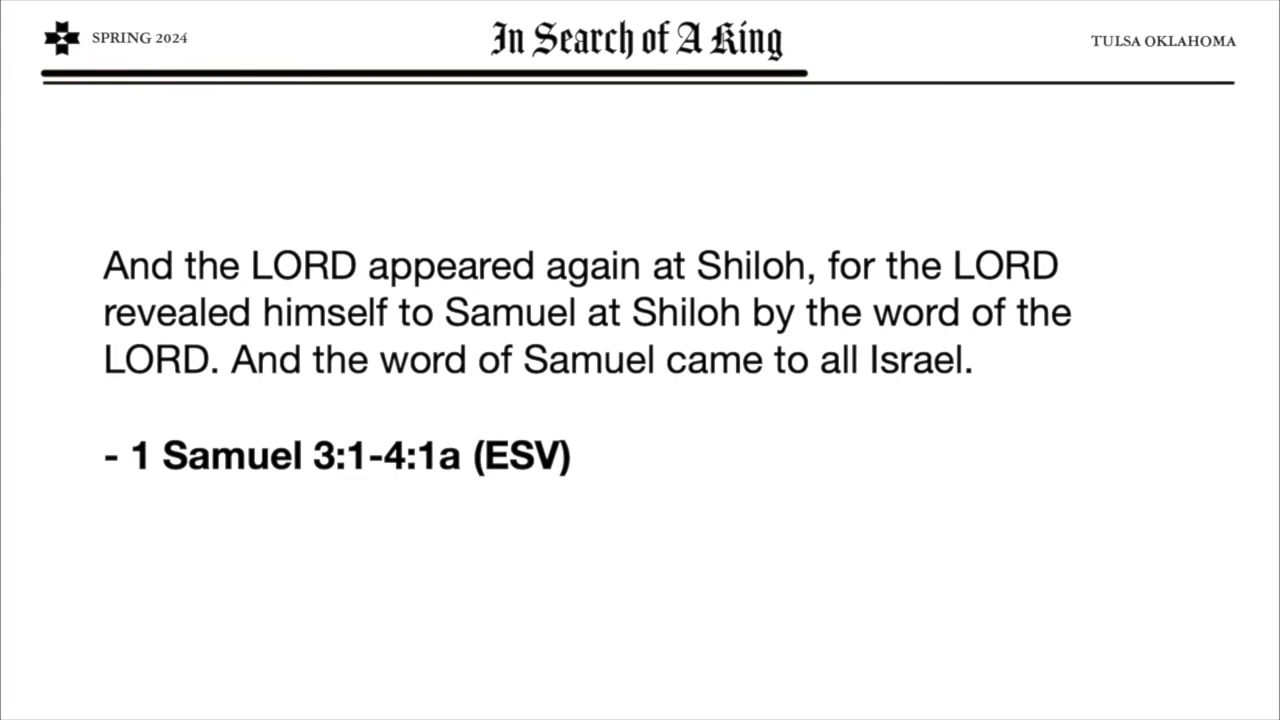 SPRING 2024
In Search of A King
TULSA OKLAHOMA
And the LORD appeared again at Shiloh, for the LORD
revealed himself to Samuel at Shiloh by the word of the
LORD. And the word of Samuel came to all Israel.
- 1 Samuel 3:1-4:1a (ESV)